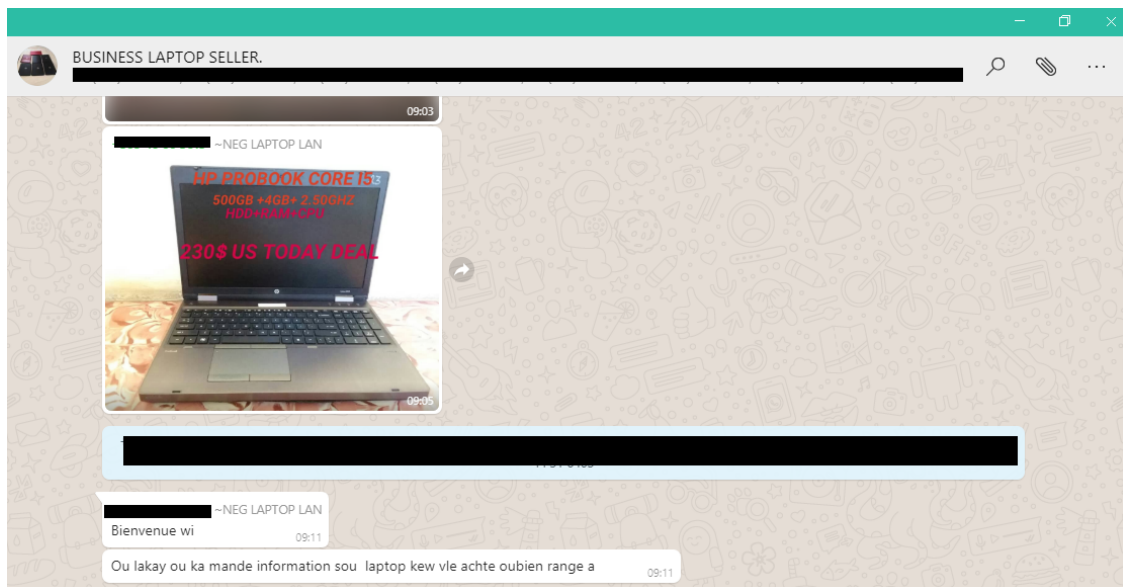 BUSINESS LAPTOP SELLER.
09:03
~NEG LAPTOP LAN
HP PROBOOK CORE I5
500GB +4GB+ 2.50GHZ
HDD+RAM+CPU
230$ US TODAY DEAL
09:05
~NEG LAPTOP LAN
Bienvenue wi
09:11
Ou lakay ou ka mande information sou laptop kew vle achte oubien range a
09:11